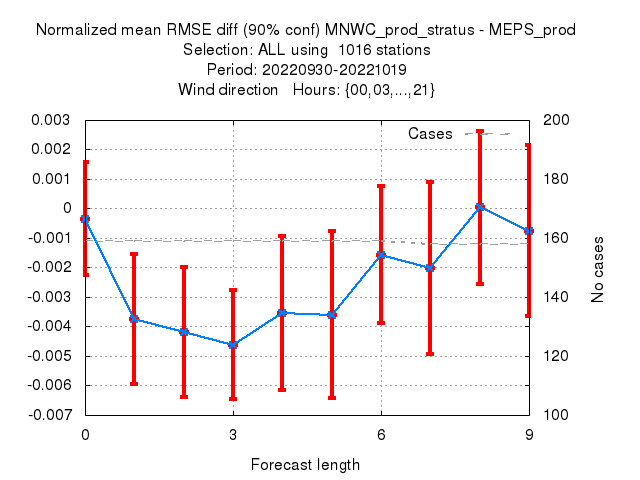 Normalized mean RMSE diff (90% conf) MNWC_prod_stratus - MEPS_prod
Selection: ALL using  1016 stations
Period: 20220930-20221019
Wind direction   Hours: {00,03,...,21}
Cases
0.003
0.002
0.001
0
-0.001
-0.002
-0.003
-0.004
-0.005
-0.006
-0.007
200
180
160
140
120
100
No cases
0 3 6 9
Forecast length